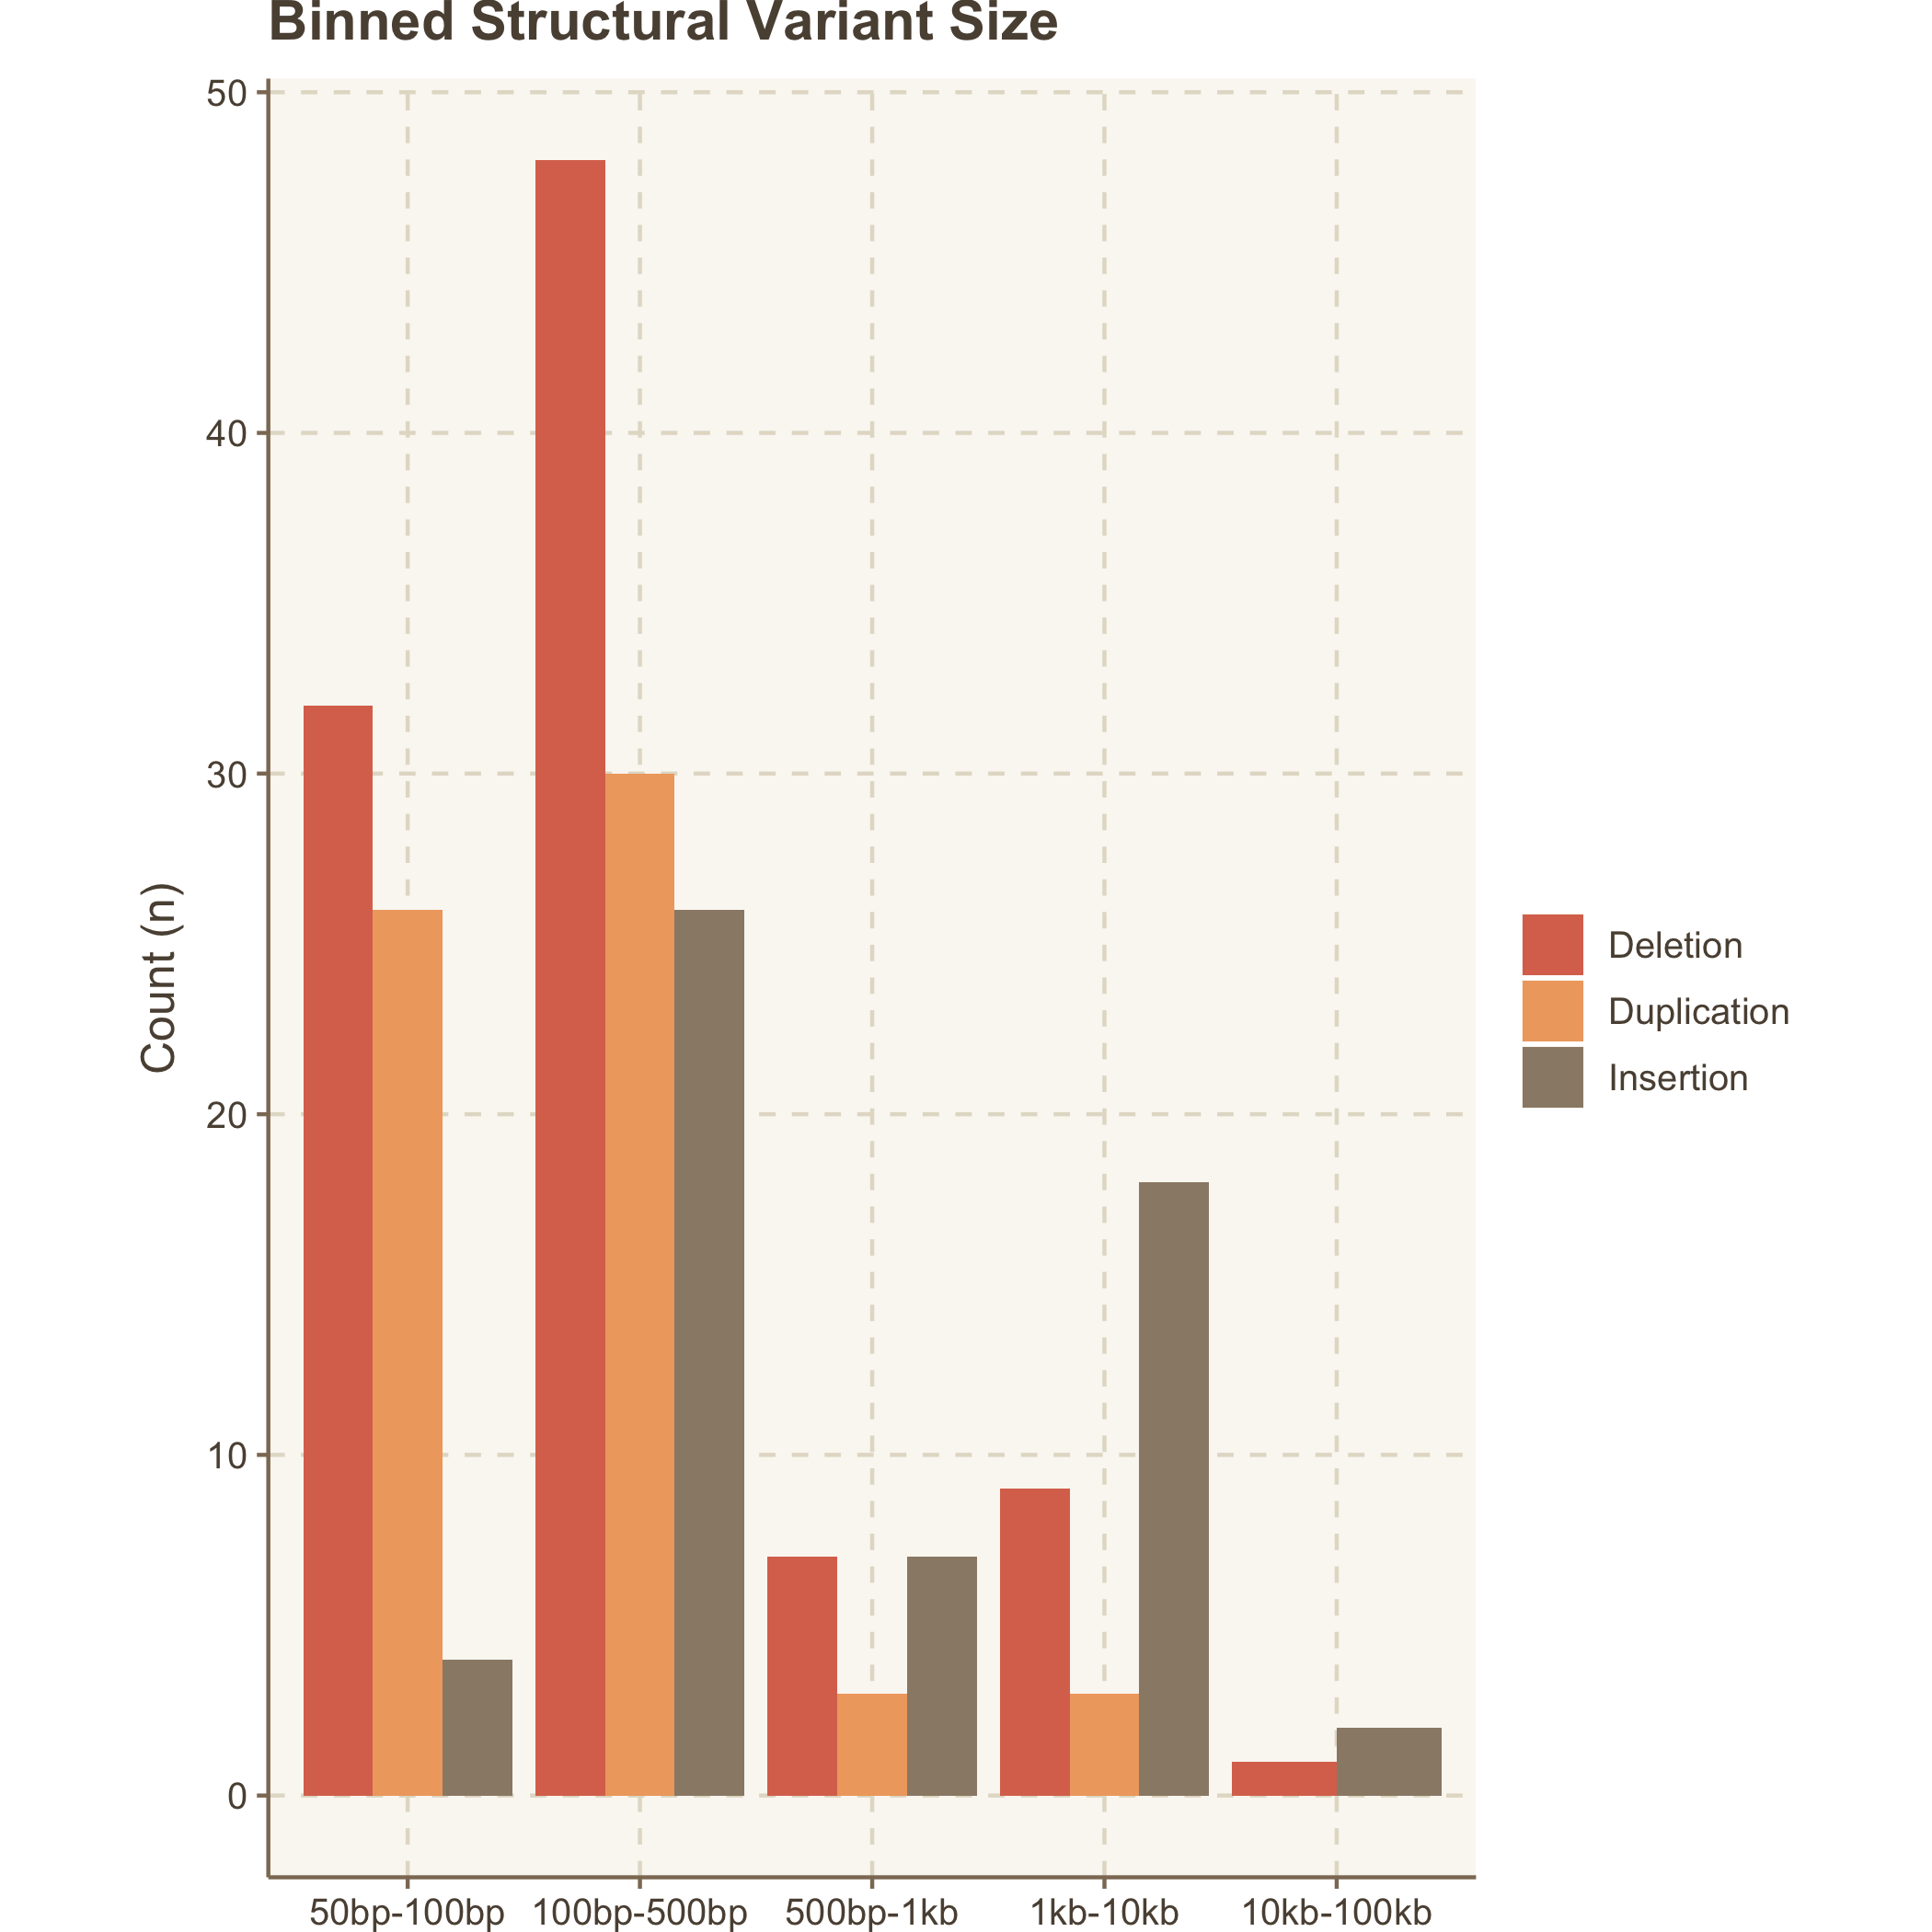 Binned Structural Variant Size
50
40
30
20
10
0
Count (n)
50bp-100bp
100bp-500bp
500bp-1kb
1kb-10kb
10kb-100kb
Deletion
Duplication
Insertion